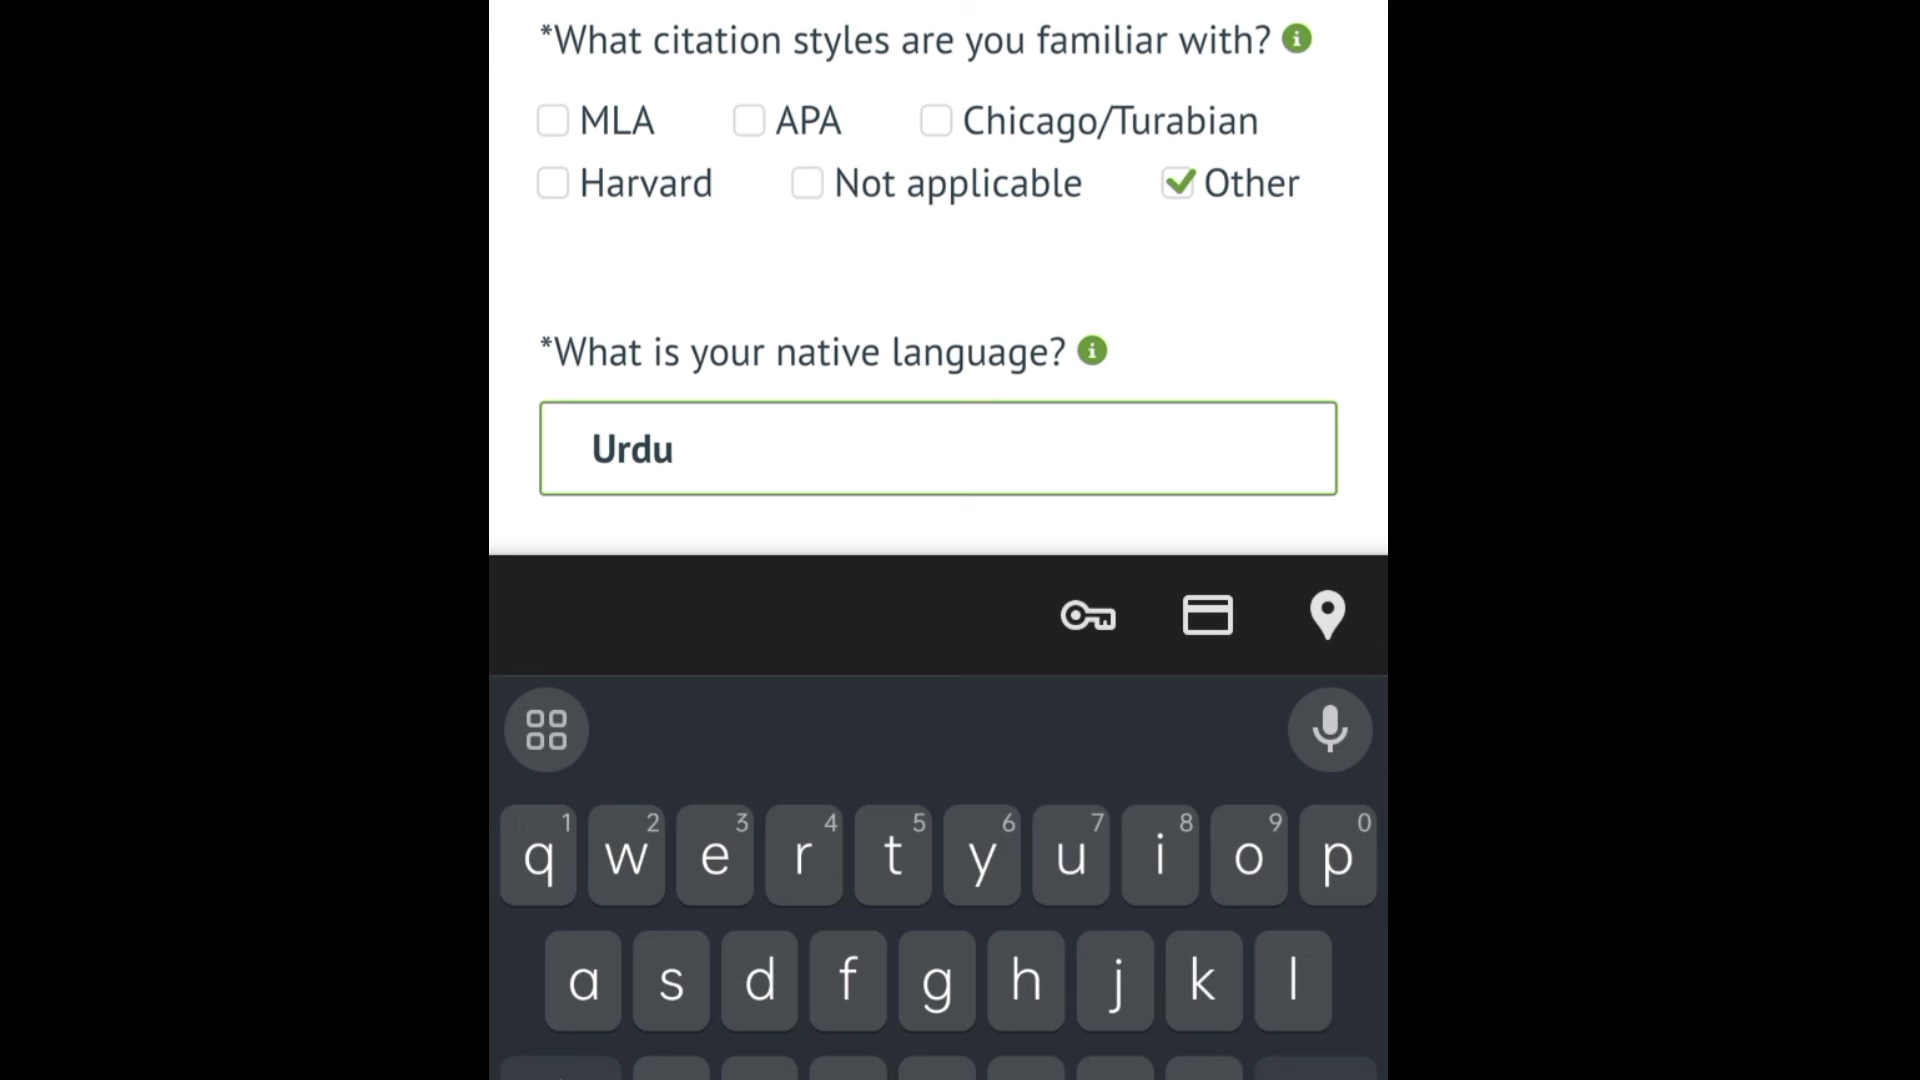 *What citation styles are you familiar with? i
MLA APA Chicago/Turabian
Harvard Not applicable Other
*What is your native language? i
Urdu
1 2 3 4 5 6 7 8 9 0
q w e r t y u i o p
a s d f g h j k l